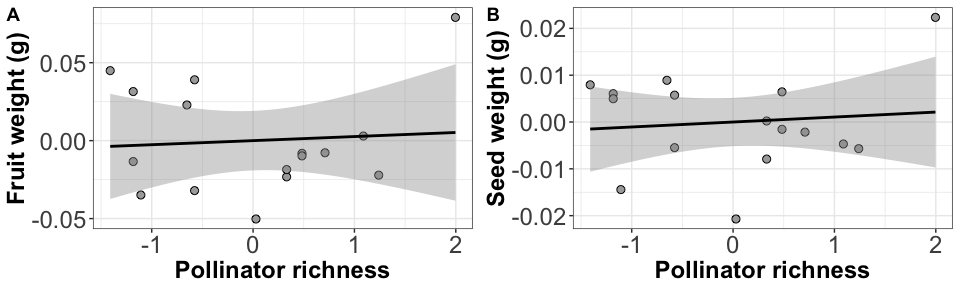 A
Fruit weight (g)
0.05
0.00
-0.05
-1
0
1
2
Pollinator richness
B
Seed weight (g)
0.02
0.01
0.00
-0.01
-0.02
-1
0
1
2
Pollinator richness